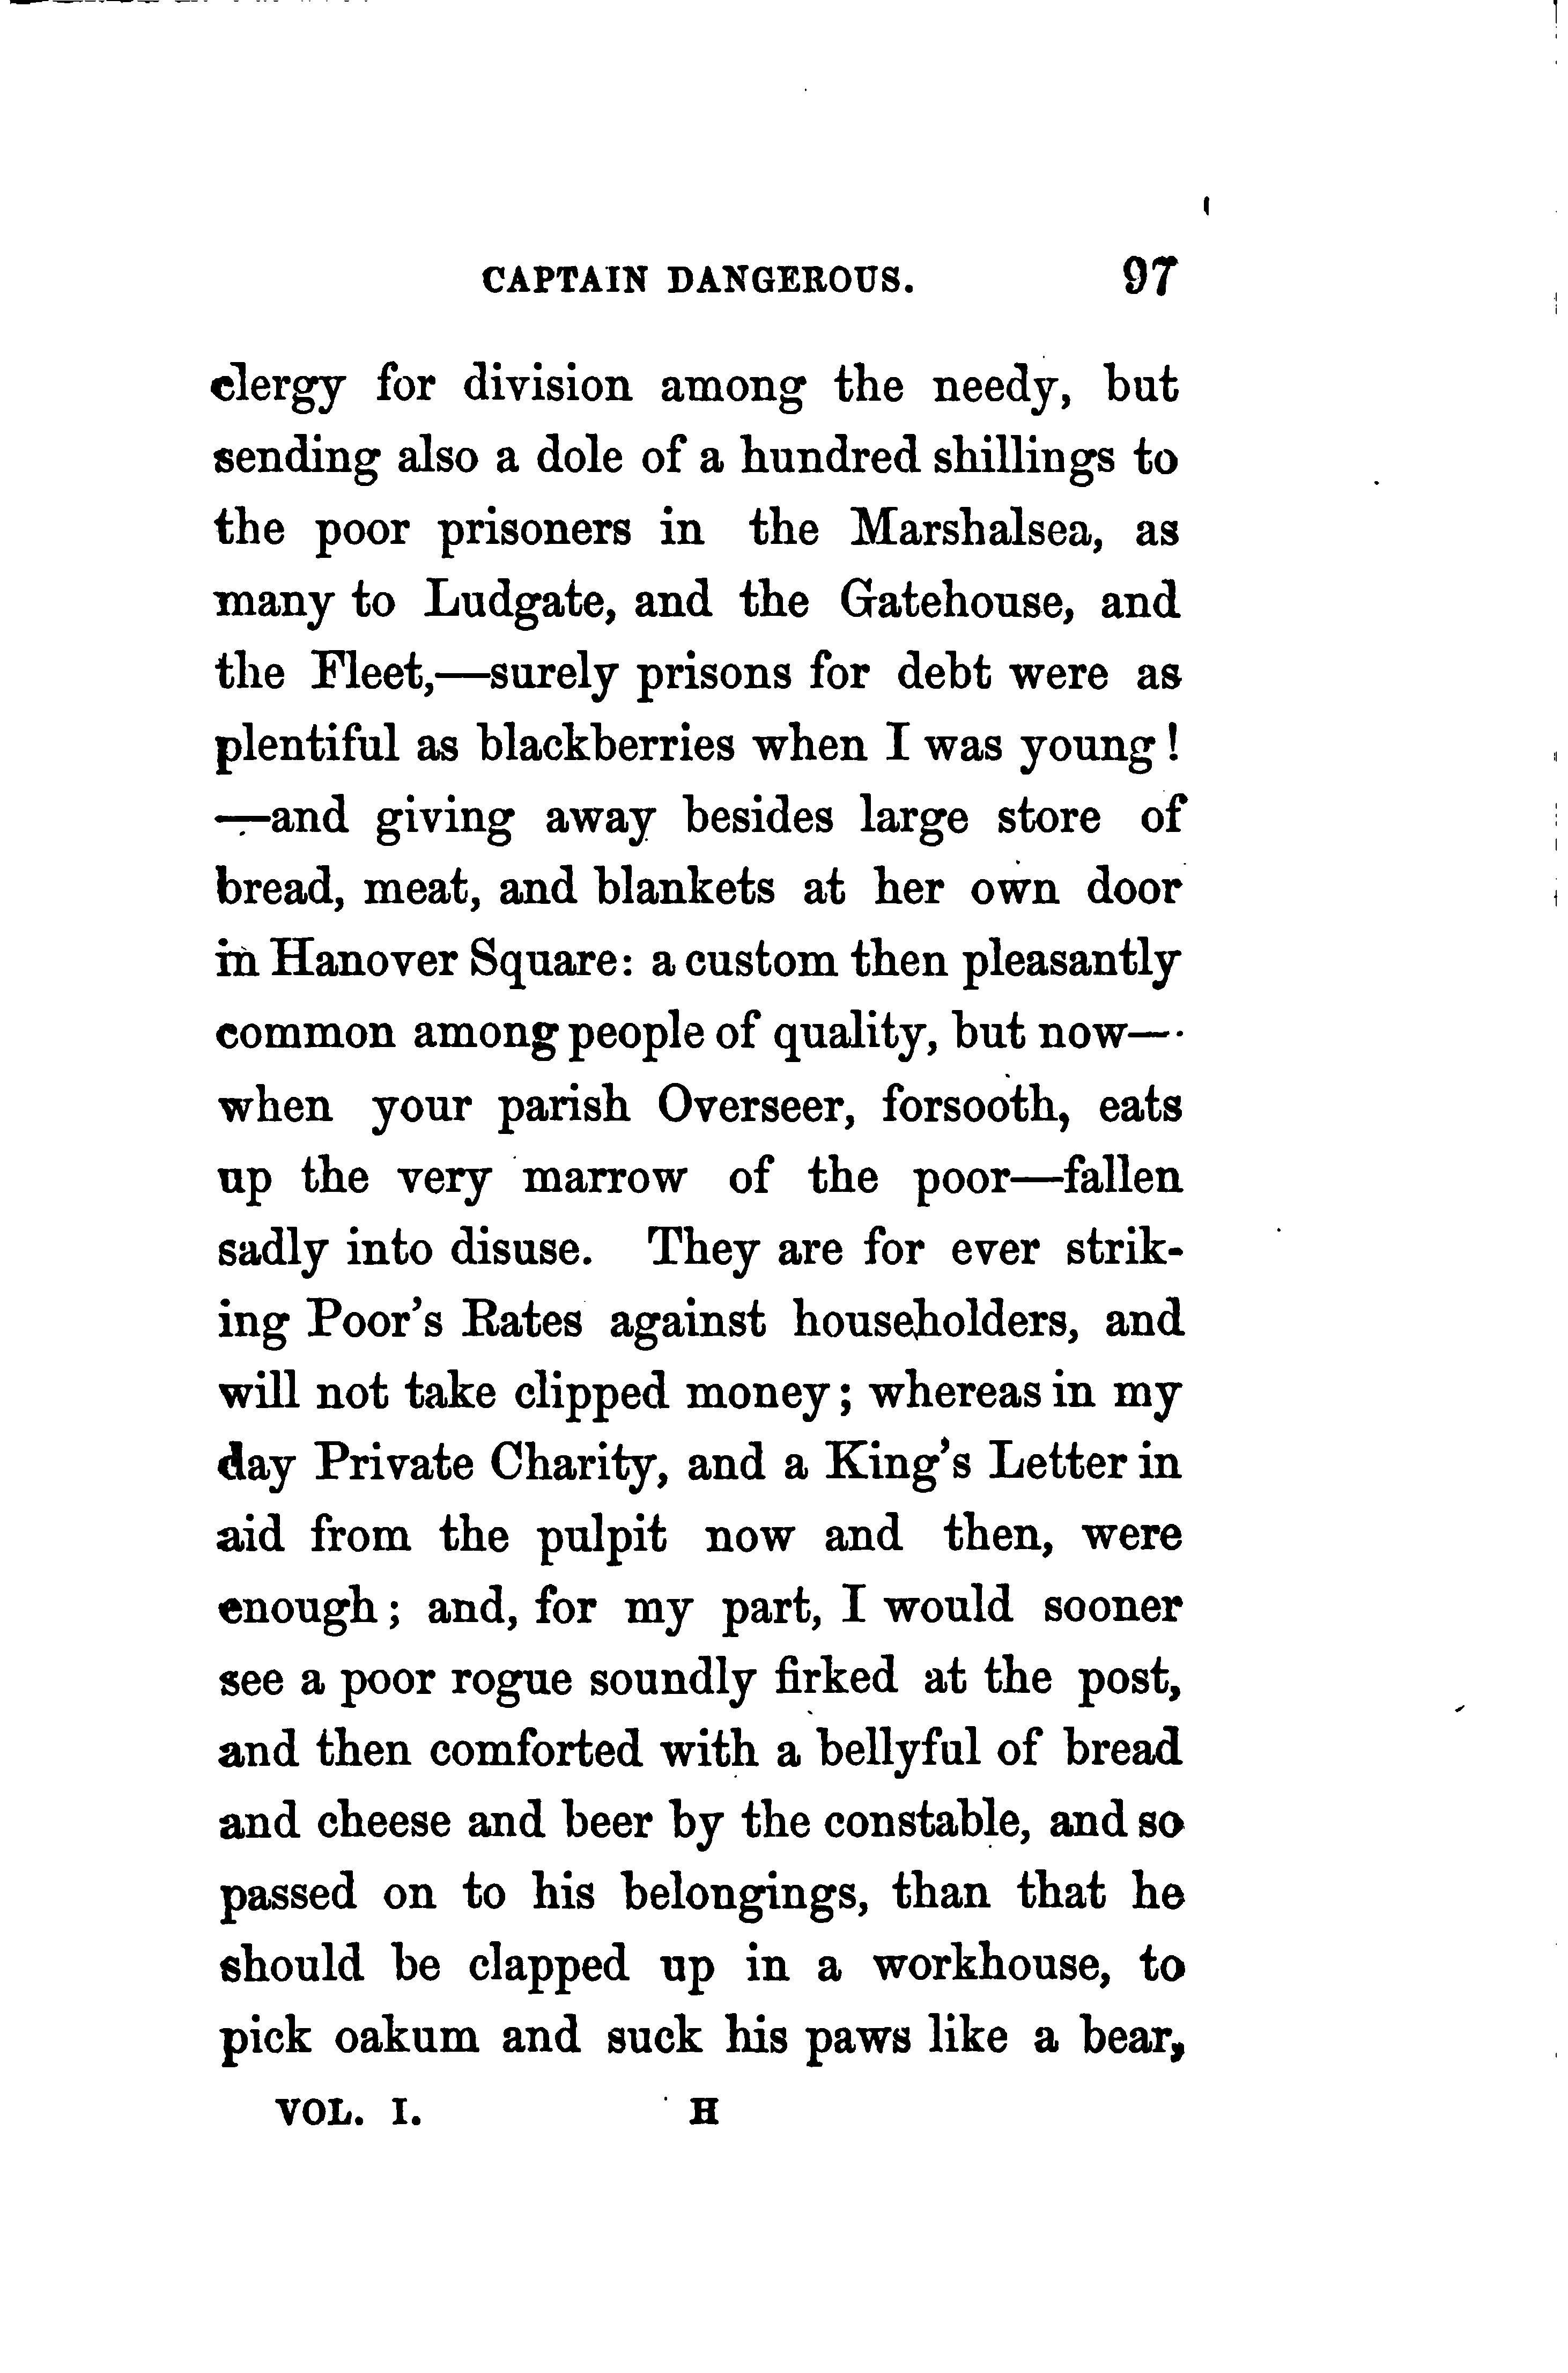 CAPTAIN DANGEROUS. 97
clergy for division among the needy, but
sending also a dole of a hundred shillings to
the poor prisoners in the Marshalsea, as
many to Ludgate, and the Gatehouse, and
the Fleet,—surely prisons for debt were as
plentiful as blackberries when I was young!
—and giving away besides large store of
bread, meat, and blankets at her own door
in Hanover Square: a custom then pleasantly
common among people of quality, but now—
when your parish Overseer, forsooth, eats
up the very marrow of the poor—fallen
sadly into disuse. They are for ever strik-
ing Poor's Rates against householders, and
will not take clipped money; whereas in my
day Private Charity, and a King's Letter in
aid from the pulpit now and then, were
enough; and, for my part, I would sooner
see a poor rogue soundly firked at the post,
and then comforted with a bellyful of bread
and cheese and beer by the constable, and so
passed on to his belongings, than that he
should be clapped up in a workhouse, to
pick oakum and suck his paws like a bear,
VOL. I. H